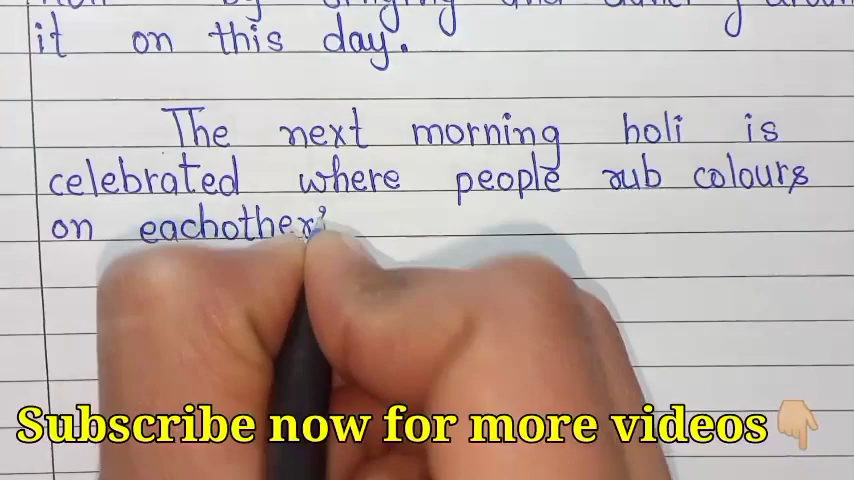 it on this day.
The next morning holi is
celebrated where people rub colours
on eachother'
Subscribe now for more videos👇